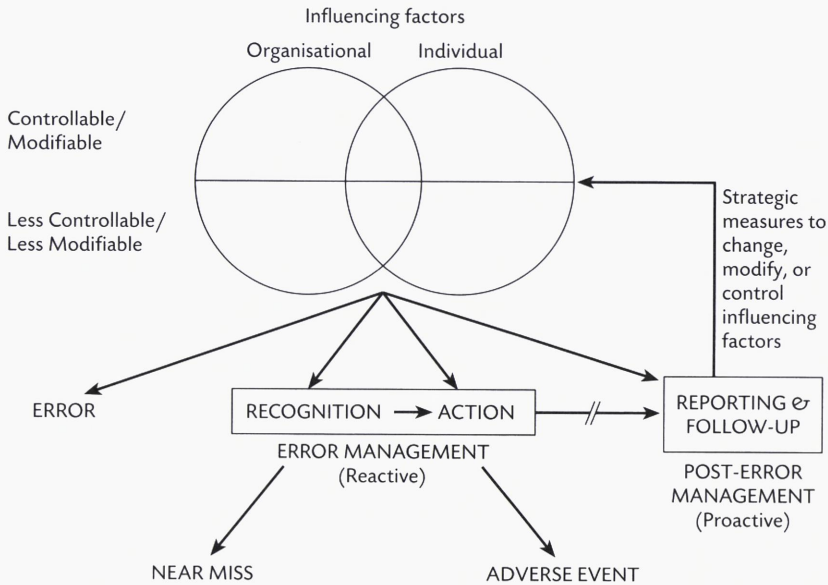 Influencing factors
Organisational
Individual
Controllable/
Modifiable
Less Controllable/
Less Modifiable
Strategic
measures to
change,
modify, or
control
influencing
factors
ERROR
RECOGNITION
ACTION
REPORTING &
FOLLOW-UP
ERROR MANAGEMENT
(Reactive)
POST-ERROR
MANAGEMENT
(Proactive)
NEAR MISS
ADVERSE EVENT